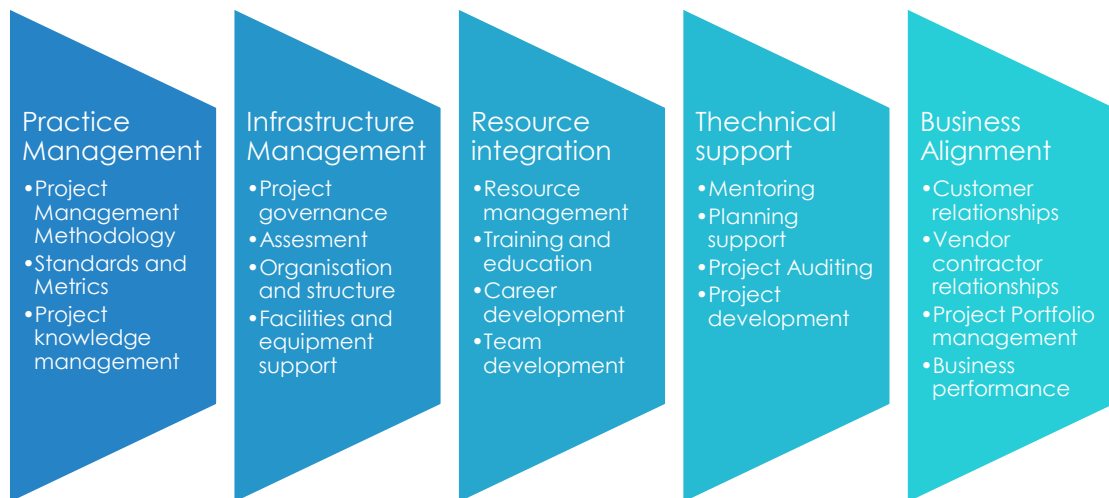 Practice
Management
•Project
Management
Methodology
•Standards and
Metrics
•Project
knowledge
management
Infrastructure
Management
•Project
governance
•Assesment
•Organisation
and structure
•Facilities and
equipment
support
Resource
integration
•Resource
management
•Training and
education
•Career
development
•Team
development
Thechnical
support
•Mentoring
•Planning
support
•Project Auditing
•Project
development
Business
Alignment
•Customer
relationships
•Vendor
contractor
relationships
•Project Portfolio
management
•Business
performance